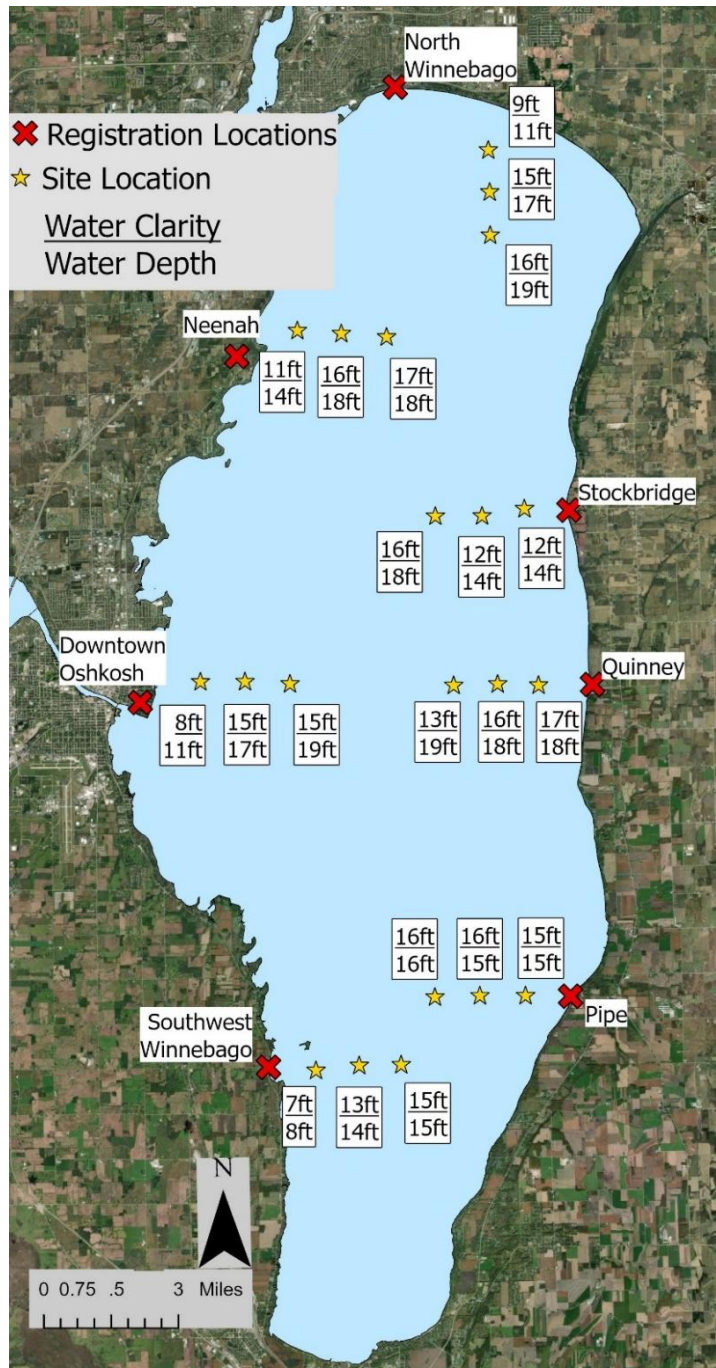 North
Winnebago
Registration Locations
Site Location
Water Clarity
Water Depth
9ft
11ft
15ft
17ft
16ft
19ft
Neenah
11ft
14ft
16ft
18ft
17ft
18ft
Stockbridge
16ft
18ft
12ft
14ft
12ft
14ft
Downtown
Oshkosh
8ft
11ft
15ft
17ft
15ft
19ft
Quinney
13ft
19ft
16ft
18ft
17ft
18ft
16ft
16ft
16ft
15ft
15ft
15ft
Pipe
Southwest
Winnebago
7ft
8ft
13ft
14ft
15ft
15ft
N
0 0.75 .5 3 Miles